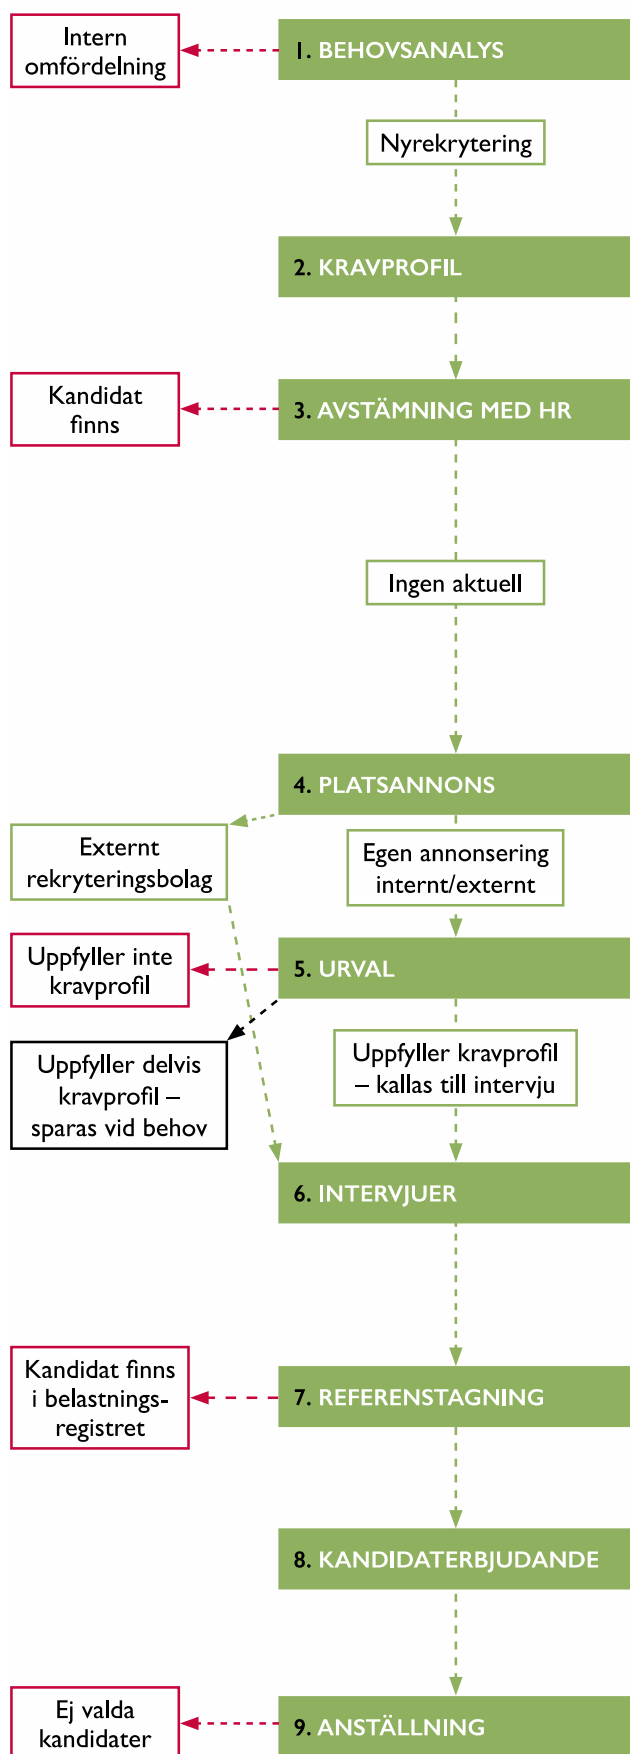 Intern
omfördelning
1. BEHOVSANALYS
Nyrekrytering
2. KRAVPROFIL
Kandidat
finns
3. AVSTÄMNING MED HR
Ingen aktuell
4. PLATSANNONS
Externt
rekryteringsbolag
Egen annonsering
internt/externt
Uppfyller inte
kravprofil
5. URVAL
Uppfyller delvis
kravprofil –
sparas vid behov
Uppfyller kravprofil
– kallas till intervju
6. INTERVJUER
Kandidat finns
i belastnings-
registret
7. REFERENSTAGNING
8. KANDIDATERBJUDANDE
Ej valda
kandidater
9. ANSTÄLLNING